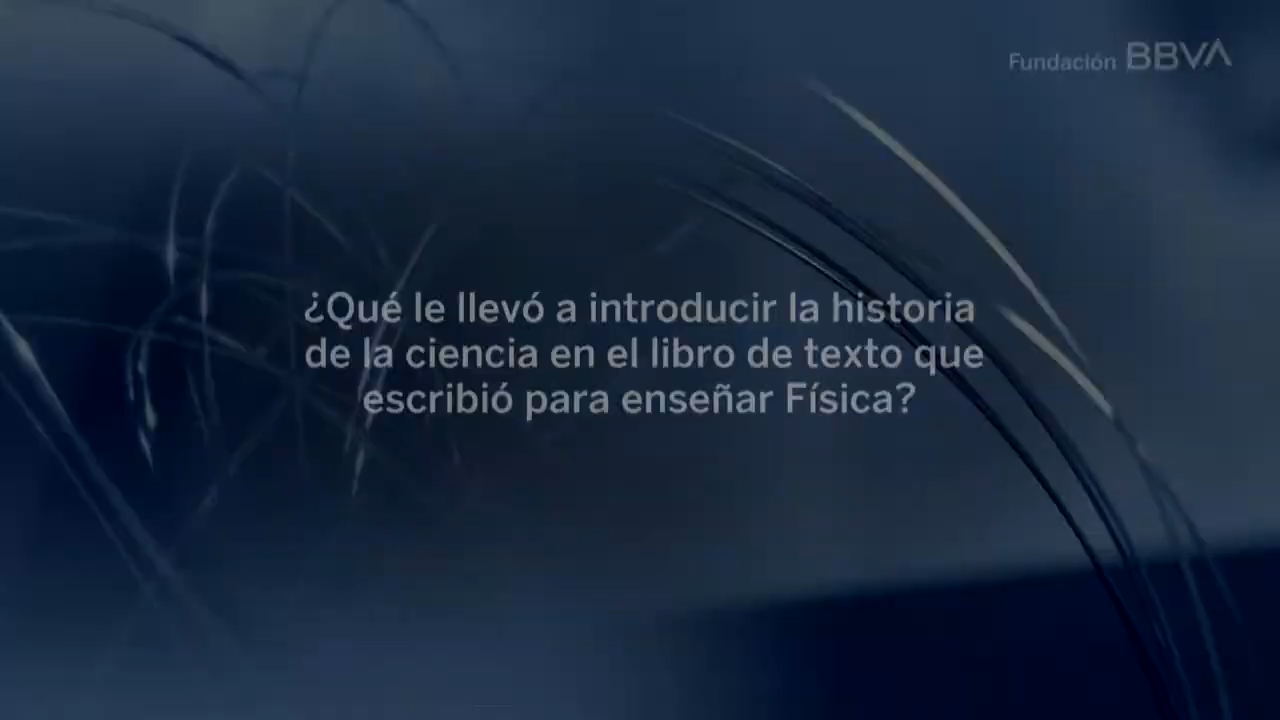 Fundación BBVA
¿Qué le llevó a introducir la historia
de la ciencia en el libro de texto que
escribió para enseñar Física?